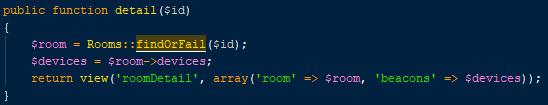 public function detail($id)
{
$room = Rooms::findOrFail($id);
$devices = $room->devices;
return view('roomDetail', array('room' => $room, 'beacons' => $devices));
}